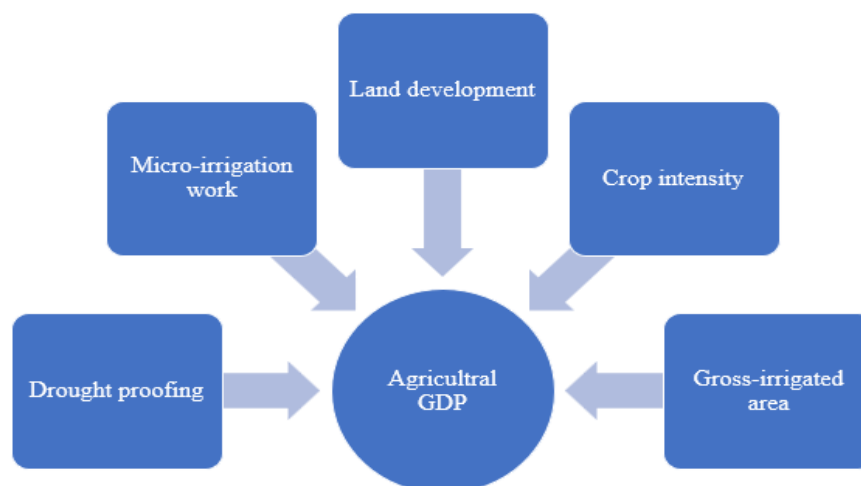 Land development
Micro-irrigation
work
Crop intensity
Drought proofing
Agricultral
GDP
Gross-irrigated
area